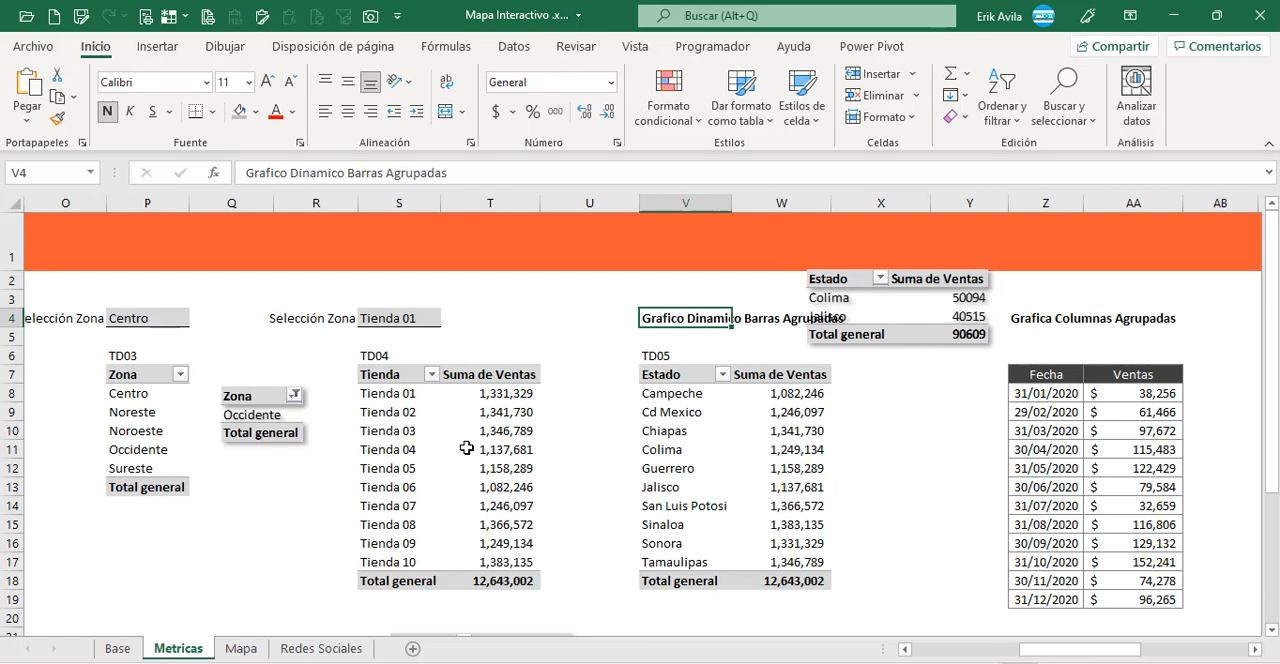 Mapa Interactivo .x...
Buscar (Alt+Q)
Erik Avila
Archivo Inicio Insertar Dibujar Disposición de página Fórmulas Datos Revisar Vista Programador Ayuda Power Pivot Compartir Comentarios
Pegar
Calibri 11
N K S A
ab
General
$ % 000
Formato condicional
Dar formato como tabla
Estilos de celda
Insertar
Eliminar
Formato
Ordenar y filtrar
Buscar y seleccionar
Analizar datos
Portapapeles Fuente Alineación Número Estilos Celdas Edición Análisis
V4 fx Grafico Dinamico Barras Agrupadas
O P Q R S T U V W X Y Z AA AB
1
2 Estado Suma de Ventas
3 Colima 50094
4 elección Zona Centro Selección Zona Tienda 01 Grafico Dinamico Barras Agrupadas 40515 Grafica Columnas Agrupadas
5 Total general 90609
6 TD03 TD04 TD05
7 Zona Tienda Suma de Ventas Estado Suma de Ventas Fecha Ventas
8 Centro Zona Tienda 01 1,331,329 Campeche 1,082,246 31/01/2020 $ 38,256
9 Noreste Occidente Tienda 02 1,341,730 Cd Mexico 1,246,097 29/02/2020 $ 61,466
10 Noroeste Total general Tienda 03 1,346,789 Chiapas 1,341,730 31/03/2020 $ 97,672
11 Occidente Tienda 04 1,137,681 Colima 1,249,134 30/04/2020 $ 115,483
12 Sureste Tienda 05 1,158,289 Guerrero 1,158,289 31/05/2020 $ 122,429
13 Total general Tienda 06 1,082,246 Jalisco 1,137,681 30/06/2020 $ 79,584
14 Tienda 07 1,246,097 San Luis Potosi 1,366,572 31/07/2020 $ 32,659
15 Tienda 08 1,366,572 Sinaloa 1,383,135 31/08/2020 $ 116,806
16 Tienda 09 1,249,134 Sonora 1,331,329 30/09/2020 $ 129,132
17 Tienda 10 1,383,135 Tamaulipas 1,346,789 31/10/2020 $ 152,241
18 Total general 12,643,002 Total general 12,643,002 30/11/2020 $ 74,278
19 31/12/2020 $ 96,265
20
Base Metricas Mapa Redes Sociales